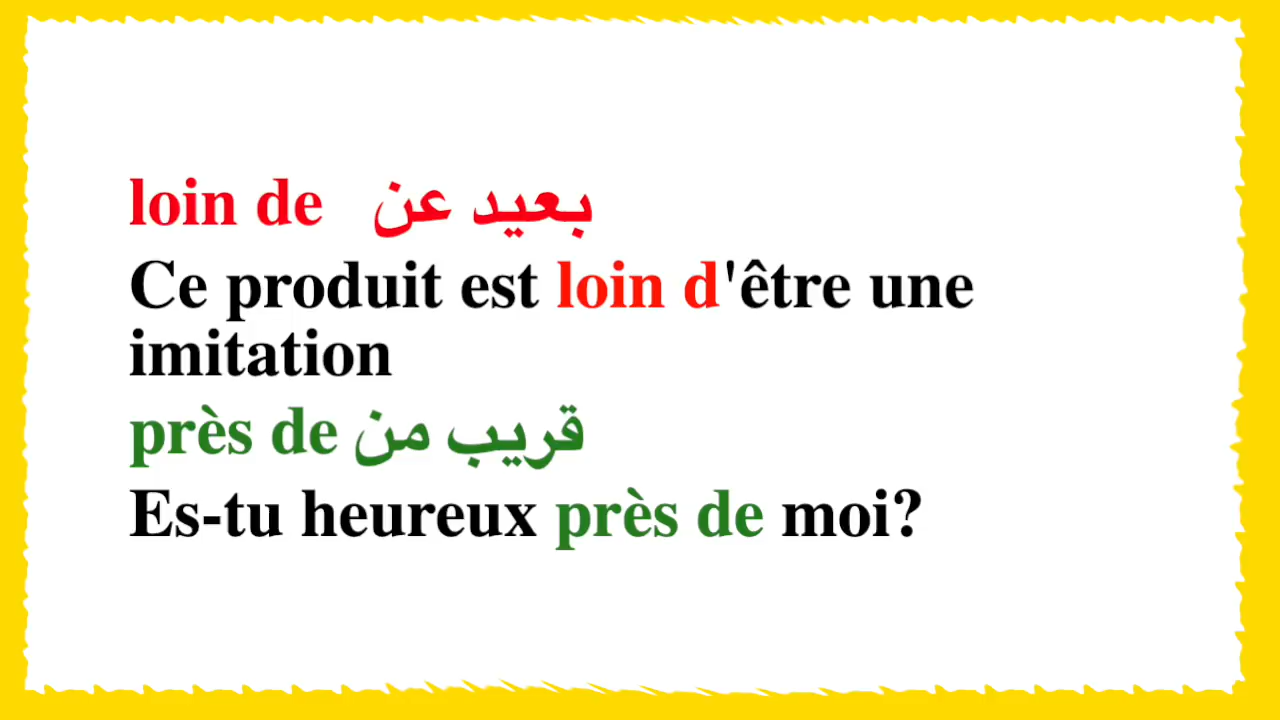 loin de بعيد عن
Ce produit est loin d'être une
imitation
près de قريب من
Es-tu heureux près de moi?